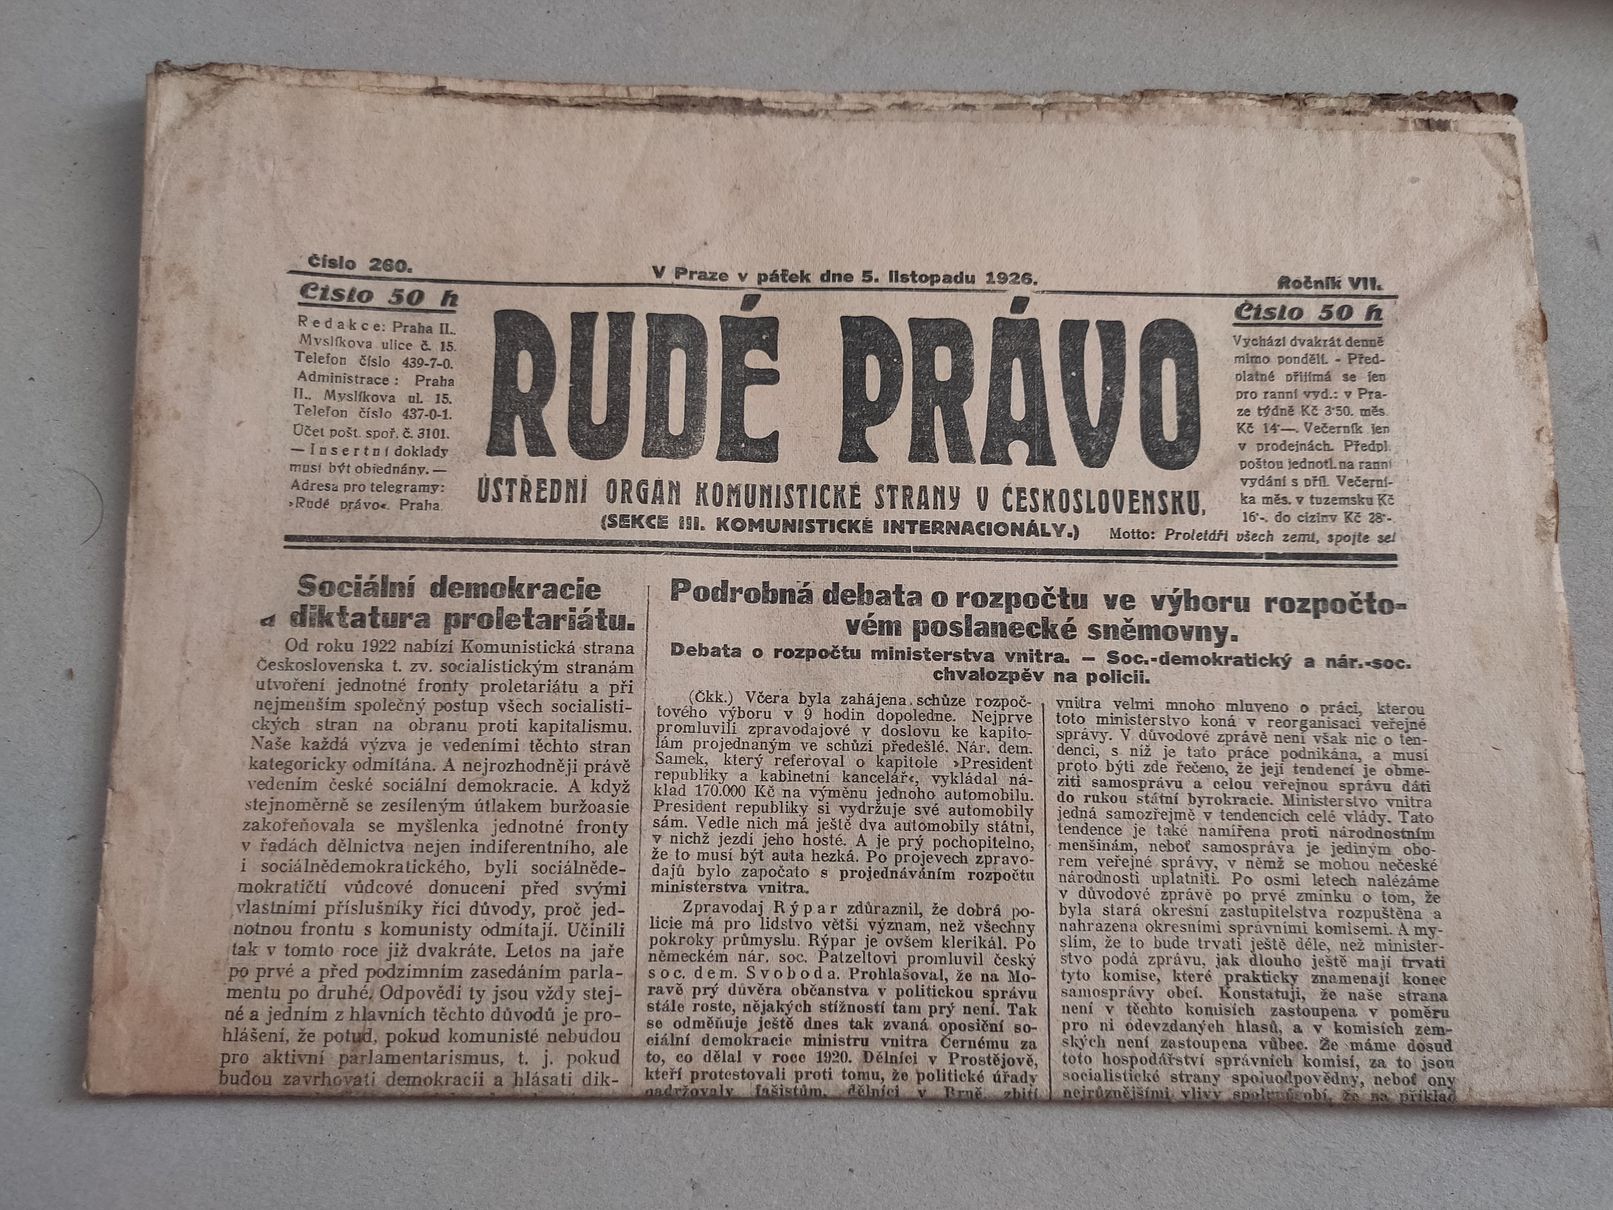 Číslo 260.
V Praze v pátek dne 5. listopadu 1926.
Ročník VII.
Číslo 50 h
Redakce: Praha II.,
Myslíkova ulice č. 15.
Telefon číslo 439-7-0.
Administrace: Praha
II., Myslíkova ul. 15.
Telefon číslo 437-0-1.
Účet pošt. spoř. č. 3101.
— Insertní doklady
musí být objednány. —
Adresa pro telegramy:
»Rudé právo«. Praha.
RUDÉ PRÁVO
ÚSTŘEDNÍ ORGÁN KOMUNISTICKÉ STRANY V ČESKOSLOVENSKU,
(SEKCE III. KOMUNISTICKÉ INTERNACIONÁLY.)
Motto: Proletáři všech zemí, spojte se!
Číslo 50 h
Vychází dvakrát denně
mimo pondělí. - Před-
platné přijímá se jen
pro ranní vyd.: v Pra-
ze týdně Kč 3·50. měs.
Kč 14·—. Večerník jen
v prodejnách. Předpl.
poštou jednotl. na ranní
vydání s příl. Večerní-
ka měs. v tuzemsku Kč
16·-. do ciziny Kč 28·-.
Sociální demokracie
a diktatura proletariátu.
Od roku 1922 nabízí Komunistická strana
Československa t. zv. socialistickým stranám
utvoření jednotné fronty proletariátu a při
nejmenším společný postup všech socialisti-
ckých stran na obranu proti kapitalismu.
Naše každá výzva je vedeními těchto stran
kategoricky odmítána. A nejrozhodněji právě
vedením české sociální demokracie. A když
stejnoměrně se zesíleným útlakem buržoasie
zakořeňovala se myšlenka jednotné fronty
v řadách dělnictva nejen indiferentního, ale
i sociálnědemokratického, byli sociálněde-
mokratičtí vůdcové donuceni před svými
vlastními příslušníky říci důvody, proč jed-
notnou frontu s komunisty odmítají. Učinili
tak v tomto roce již dvakráte. Letos na jaře
po prvé a před podzimním zasedáním parla-
mentu po druhé. Odpovědi ty jsou vždy stej-
né a jedním z hlavních těchto důvodů je pro-
hlášení, že potud, pokud komunisté nebudou
pro aktivní parlamentarismus, t. j. pokud
budou zavrhovati demokracii a hlásati dik-
Podrobná debata o rozpočtu ve výboru rozpočto-
vém poslanecké sněmovny.
Debata o rozpočtu ministerstva vnitra. — Soc.-demokratický a nár.-soc.
chvalozpěv na policii.
(Čkk.) Včera byla zahájena schůze rozpoč-
tového výboru v 9 hodin dopoledne. Nejprve
promluvili zpravodajové v doslovu ke kapito-
lám projednaným ve schůzi předešlé. Nár. dem.
Samek, který referoval o kapitole »President
republiky a kabinetní kancelář«, vykládal ná-
klad 170.000 Kč na výměnu jednoho automobilu.
President republiky si vydržuje své automobily
sám. Vedle nich má ještě dva automobily státní,
v nichž jezdí jeho hosté. A je prý pochopitelno,
že to musí být auta hezká. Po projevech zpravo-
dajů bylo započato s projednáváním rozpočtu
ministerstva vnitra.
Zpravodaj Rýpar zdůraznil, že dobrá po-
licie má pro lidstvo větší význam, než všechny
pokroky průmyslu. Rýpar je ovšem klerikál. Po
německém nár. soc. Patzeltovi promluvil český
soc. dem. Svoboda. Prohlašoval, že na Mo-
ravě prý důvěra občanstva v politickou správu
stále roste, nějakých stížností tam prý není. Tak
se odměňuje ještě dnes tak zvaná oposiční so-
ciální demokracie ministru vnitra Černému za
to, co dělal v roce 1920. Dělníci v Prostějově,
kteří protestovali proti tomu, že politické úřady
nadržovaly fašistům, dělníci v Brně zbití
vnitra velmi mnoho mluveno o práci, kterou
toto ministerstvo koná v reorganisaci veřejné
správy. V důvodové zprávě není však nic o ten-
denci, s níž je tato práce podnikána, a musí
proto býti zde řečeno, že její tendencí je obme-
ziti samosprávu a celou veřejnou správu dáti
do rukou státní byrokracie. Ministerstvo vnitra
jedná samozřejmě v tendencích celé vlády. Tato
tendence je také namířena proti národnostním
menšinám, neboť samospráva je jediným obo-
rem veřejné správy, v němž se mohou nečeské
národnosti uplatniti. Po osmi letech nalézáme
v důvodové zprávě po prvé zmínku o tom, že
byla stará okresní zastupitelstva rozpuštěna a
nahrazena okresními správními komisemi. A my-
slím, že to bude trvati ještě déle, než minister-
stvo podá zprávu, jak dlouho ještě mají trvati
tyto komise, které prakticky znamenají konec
samosprávy obcí. Konstatuji, že naše strana
není v těchto komisích zastoupena v poměru
pro ni odevzdaných hlasů, a v komisích zem-
ských není zastoupena vůbec. Že máme dosud
toto hospodářství správních komisí, za to jsou
socialistické strany spoluodpovědny, neboť ony
nejrůznějšími vlivy způsobí, že na příklad